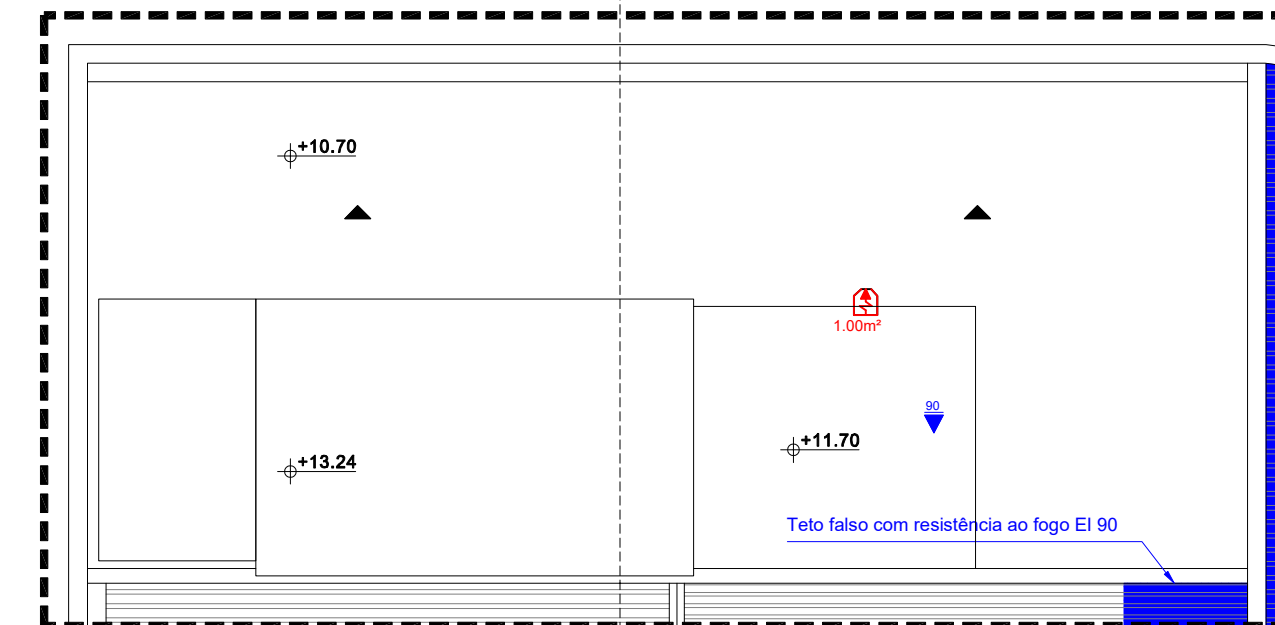 +10.70
1.00m²
90
+11.70
+13.24
Teto falso com resistência ao fogo EI 90